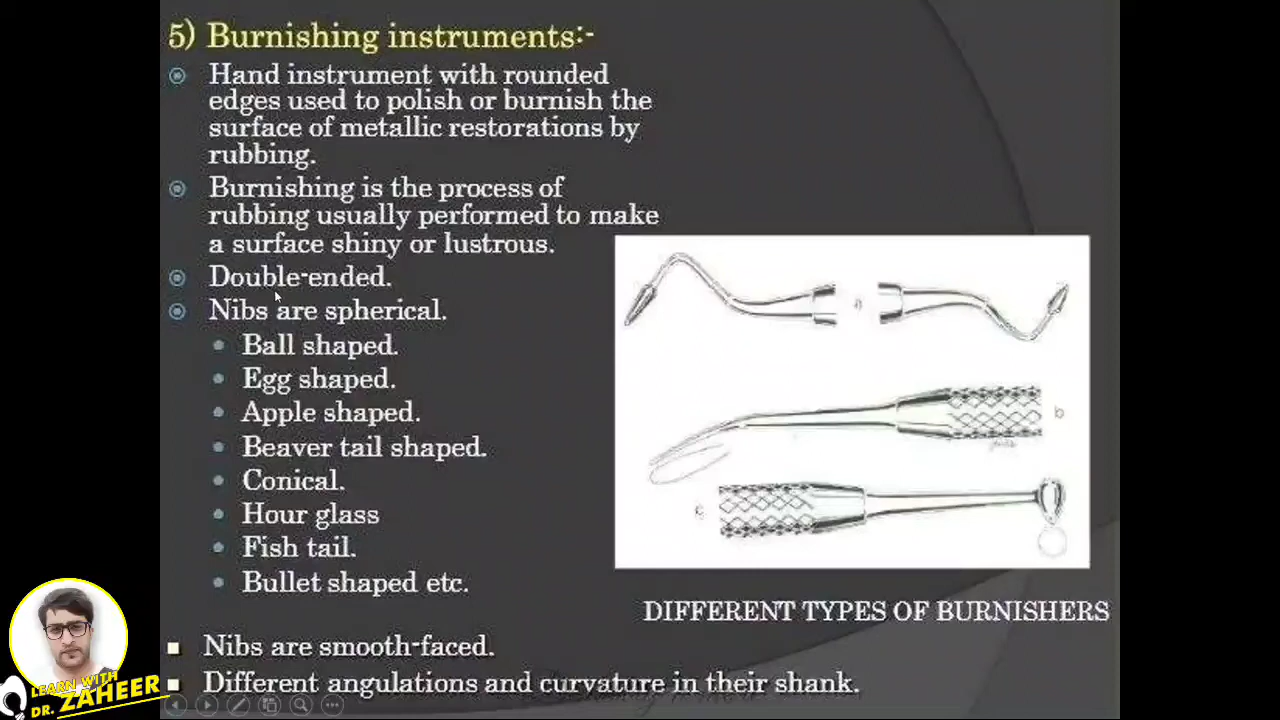 5) Burnishing instruments:-
Hand instrument with rounded
edges used to polish or burnish the
surface of metallic restorations by
rubbing.
Burnishing is the process of
rubbing usually performed to make
a surface shiny or lustrous.
Double-ended.
Nibs are spherical.
Ball shaped.
Egg shaped.
Apple shaped.
Beaver tail shaped.
Conical.
Hour glass
Fish tail.
Bullet shaped etc.
a
b
c
DIFFERENT TYPES OF BURNISHERS
Nibs are smooth-faced.
Different angulations and curvature in their shank.
LEARN WITH
DR. ZAHEER